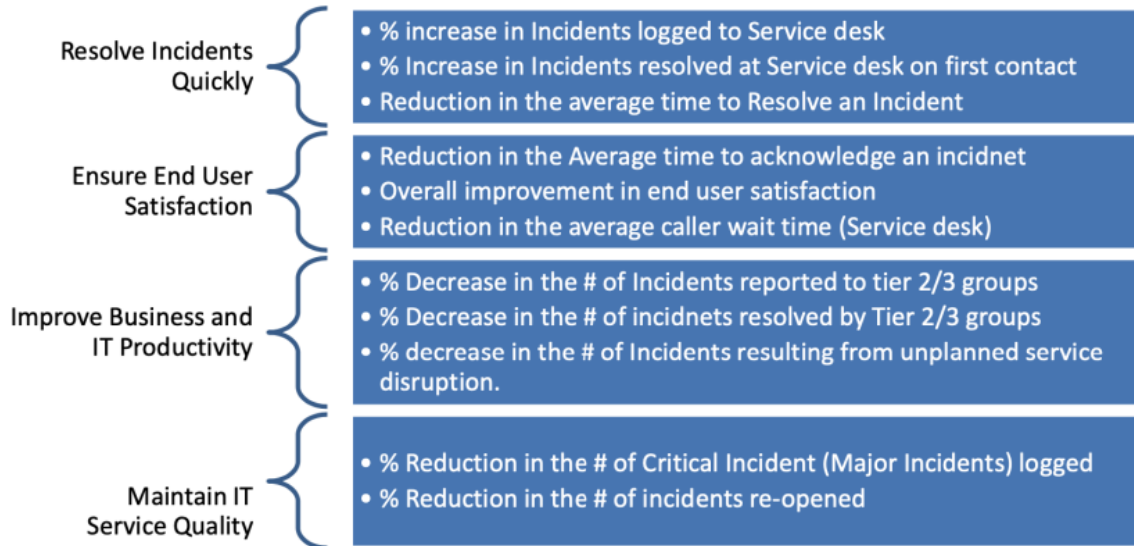 Resolve Incidents
Quickly
• % increase in Incidents logged to Service desk
• % Increase in Incidents resolved at Service desk on first contact
• Reduction in the average time to Resolve an Incident
Ensure End User
Satisfaction
• Reduction in the Average time to acknowledge an incidnet
• Overall improvement in end user satisfaction
• Reduction in the average caller wait time (Service desk)
Improve Business and
IT Productivity
• % Decrease in the # of Incidents reported to tier 2/3 groups
• % Decrease in the # of incidnets resolved by Tier 2/3 groups
• % decrease in the # of Incidents resulting from unplanned service
disruption.
Maintain IT
Service Quality
• % Reduction in the # of Critical Incident (Major Incidents) logged
• % Reduction in the # of incidents re-opened